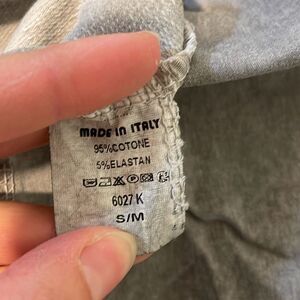 MADE IN ITALY
95%COTONE
5%ELASTAN
6027 K
S/M